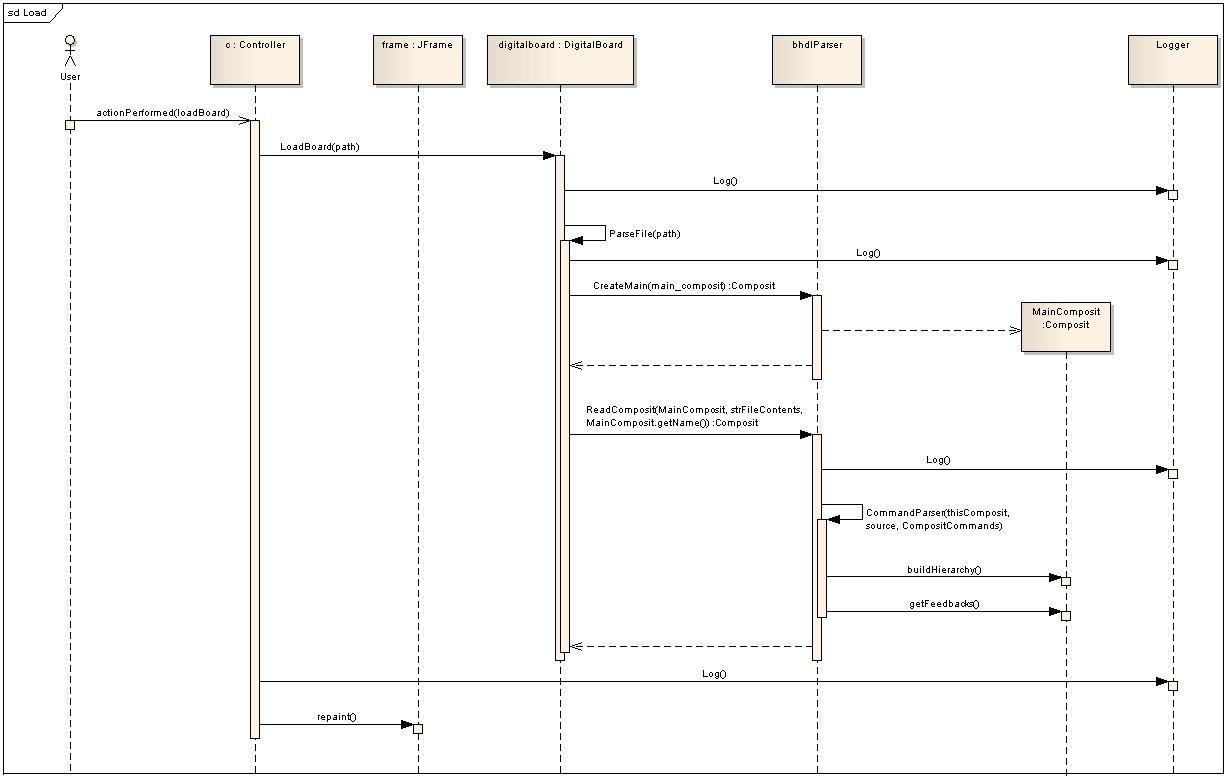 sd Load
User
c : Controller
frame : JFrame
digitalboard : DigitalBoard
bhdlParser
Logger
actionPerformed(loadBoard)
LoadBoard(path)
Log()
ParseFile(path)
Log()
CreateMain(main_composit) :Composit
MainComposit
:Composit
ReadComposit(MainComposit, strFileContents,
MainComposit.getName()) :Composit
Log()
CommandParser(thisComposit,
source, CompositCommands)
buildHierarchy()
getFeedbacks()
Log()
repaint()